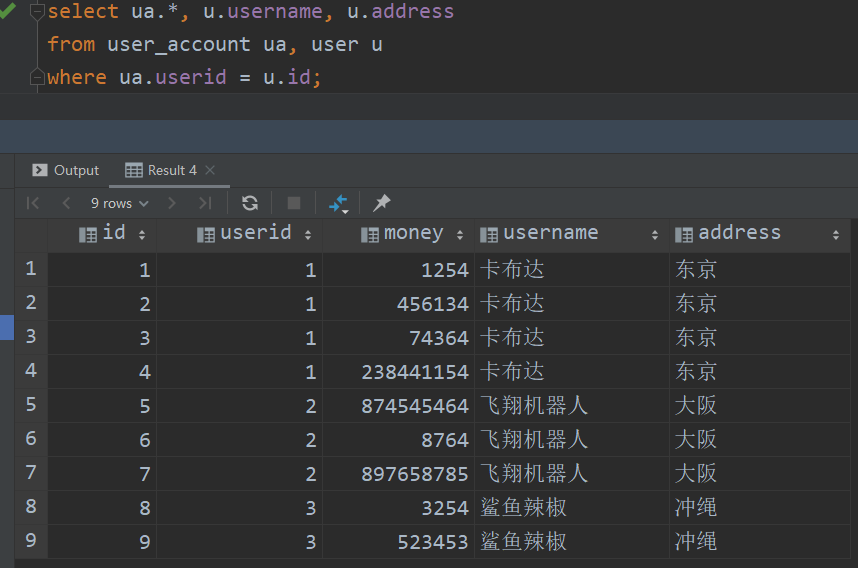 select ua.*, u.username, u.address
from user_account ua, user u
where ua.userid = u.id;
Output Result 4
9 rows
id userid money username address
1 1 1 1254 卡布达 东京
2 2 1 456134 卡布达 东京
3 3 1 74364 卡布达 东京
4 4 1 238441154 卡布达 东京
5 5 2 874545464 飞翔机器人 大阪
6 6 2 8764 飞翔机器人 大阪
7 7 2 897658785 飞翔机器人 大阪
8 8 3 3254 鲨鱼辣椒 冲绳
9 9 3 523453 鲨鱼辣椒 冲绳